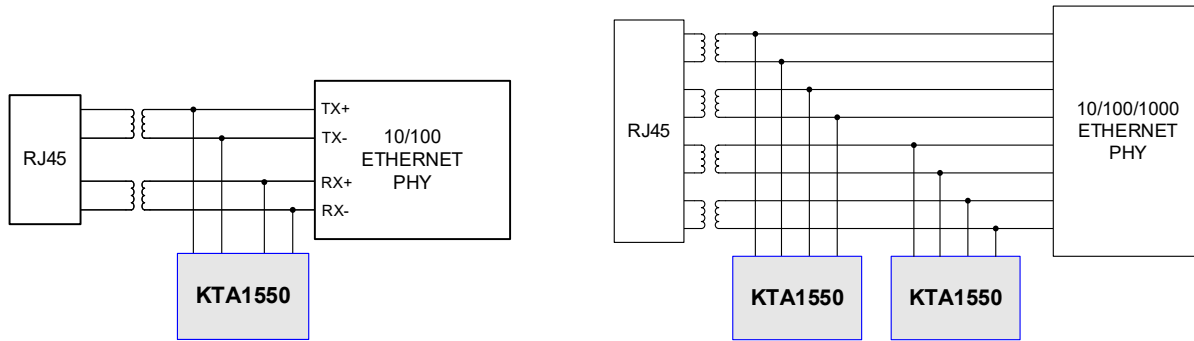 RJ45
TX+
TX-
RX+
RX-
10/100
ETHERNET
PHY
KTA1550
RJ45
10/100/1000
ETHERNET
PHY
KTA1550
KTA1550